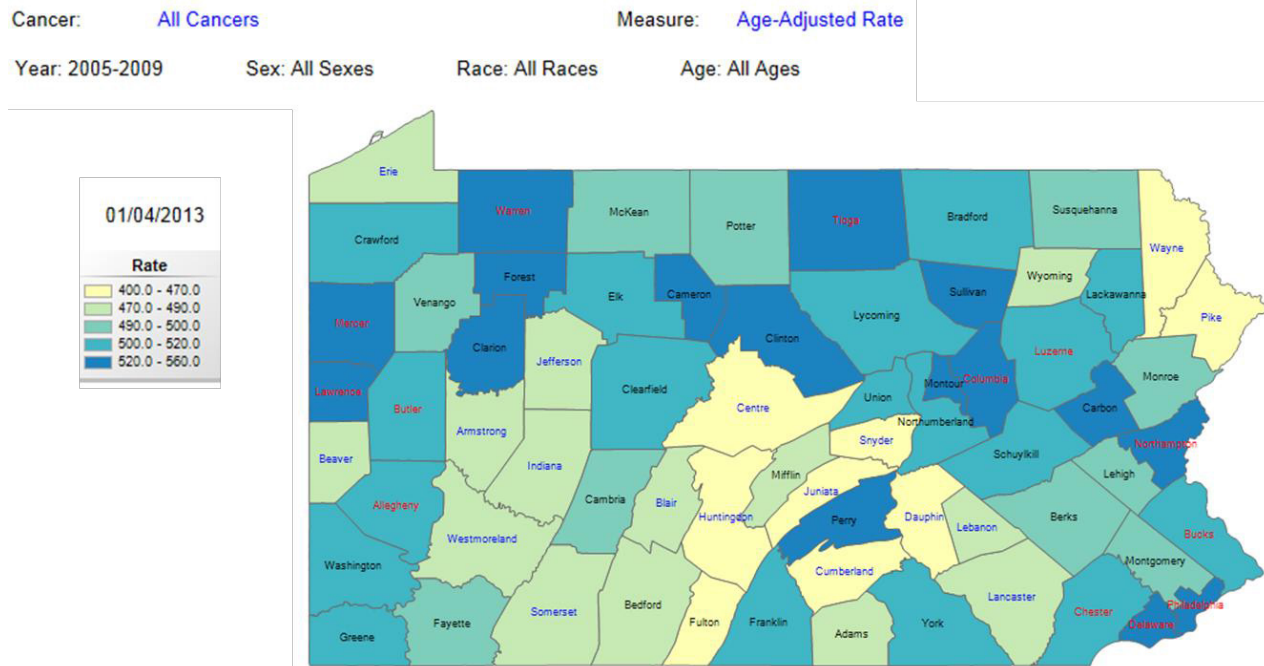 Cancer: All Cancers Measure: Age-Adjusted Rate
Year: 2005-2009 Sex: All Sexes Race: All Races Age: All Ages
01/04/2013
Rate
400.0 - 470.0
470.0 - 490.0
490.0 - 500.0
500.0 - 520.0
520.0 - 560.0
Erie
Warren
McKean
Potter
Tioga
Bradford
Susquehanna
Wayne
Crawford
Forest
Venango
Elk
Cameron
Sullivan
Wyoming
Lackawanna
Pike
Mercer
Clarion
Jefferson
Clinton
Lycoming
Luzerne
Monroe
Lawrence
Butler
Clearfield
Centre
Union
Montour
Columbia
Carbon
Northumberland
Armstrong
Snyder
Northampton
Beaver
Indiana
Mifflin
Schuylkill
Lehigh
Allegheny
Cambria
Blair
Huntingdon
Juniata
Perry
Dauphin
Lebanon
Berks
Bucks
Westmoreland
Washington
Cumberland
Montgomery
Lancaster
Philadelphia
Greene
Fayette
Somerset
Bedford
Fulton
Franklin
Adams
York
Chester
Delaware